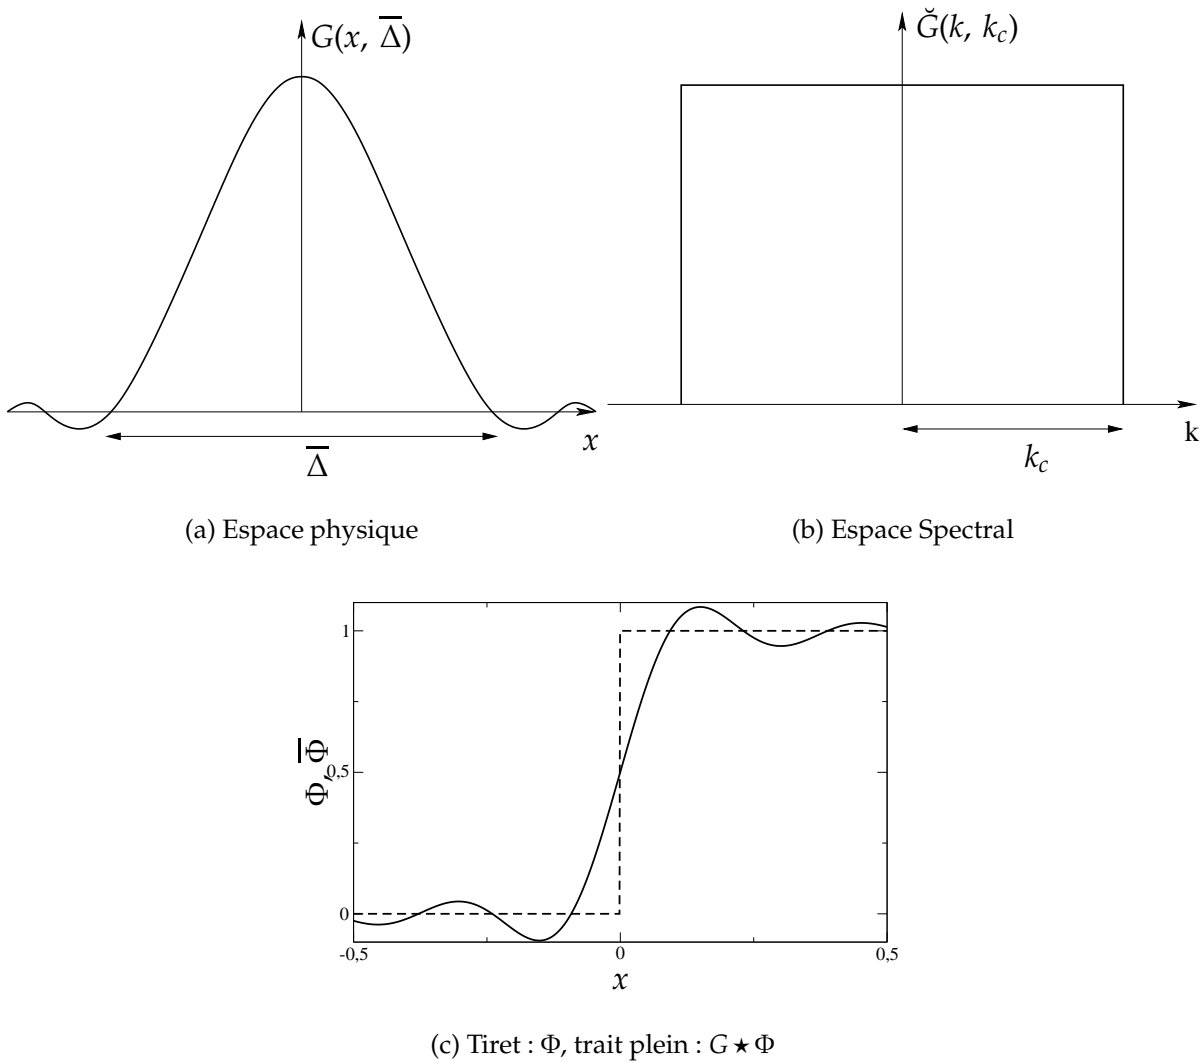 G(x, Δ̅)
Ğ(k, k_c)
x
Δ̅
k
k_c
(a) Espace physique
(b) Espace Spectral
1
0,5
0
Φ, Φ̅
-0,5
0
0,5
x
(c) Tiret : Φ, trait plein : G ⋆ Φ